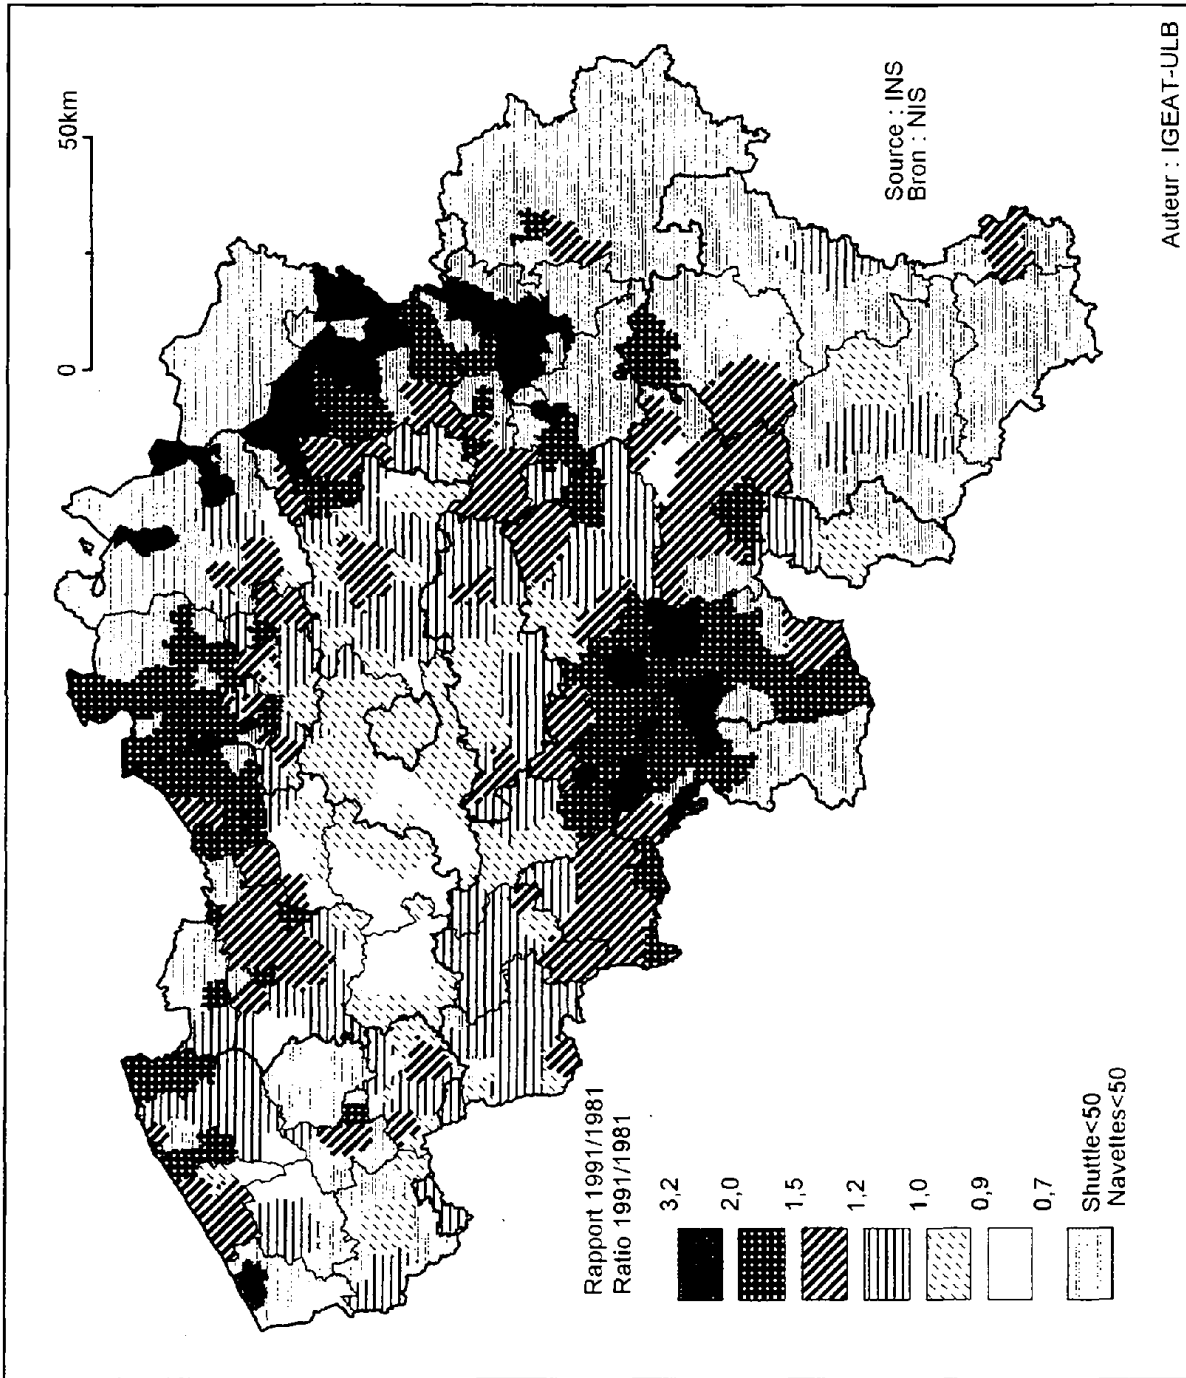 0 50km
Source : INS
Bron : NIS
Auteur : IGEAT-ULB
Rapport 1991/1981
Ratio 1991/1981
3,2
2,0
1,5
1,2
1,0
0,9
0,7
Shuttle<50
Navettes<50